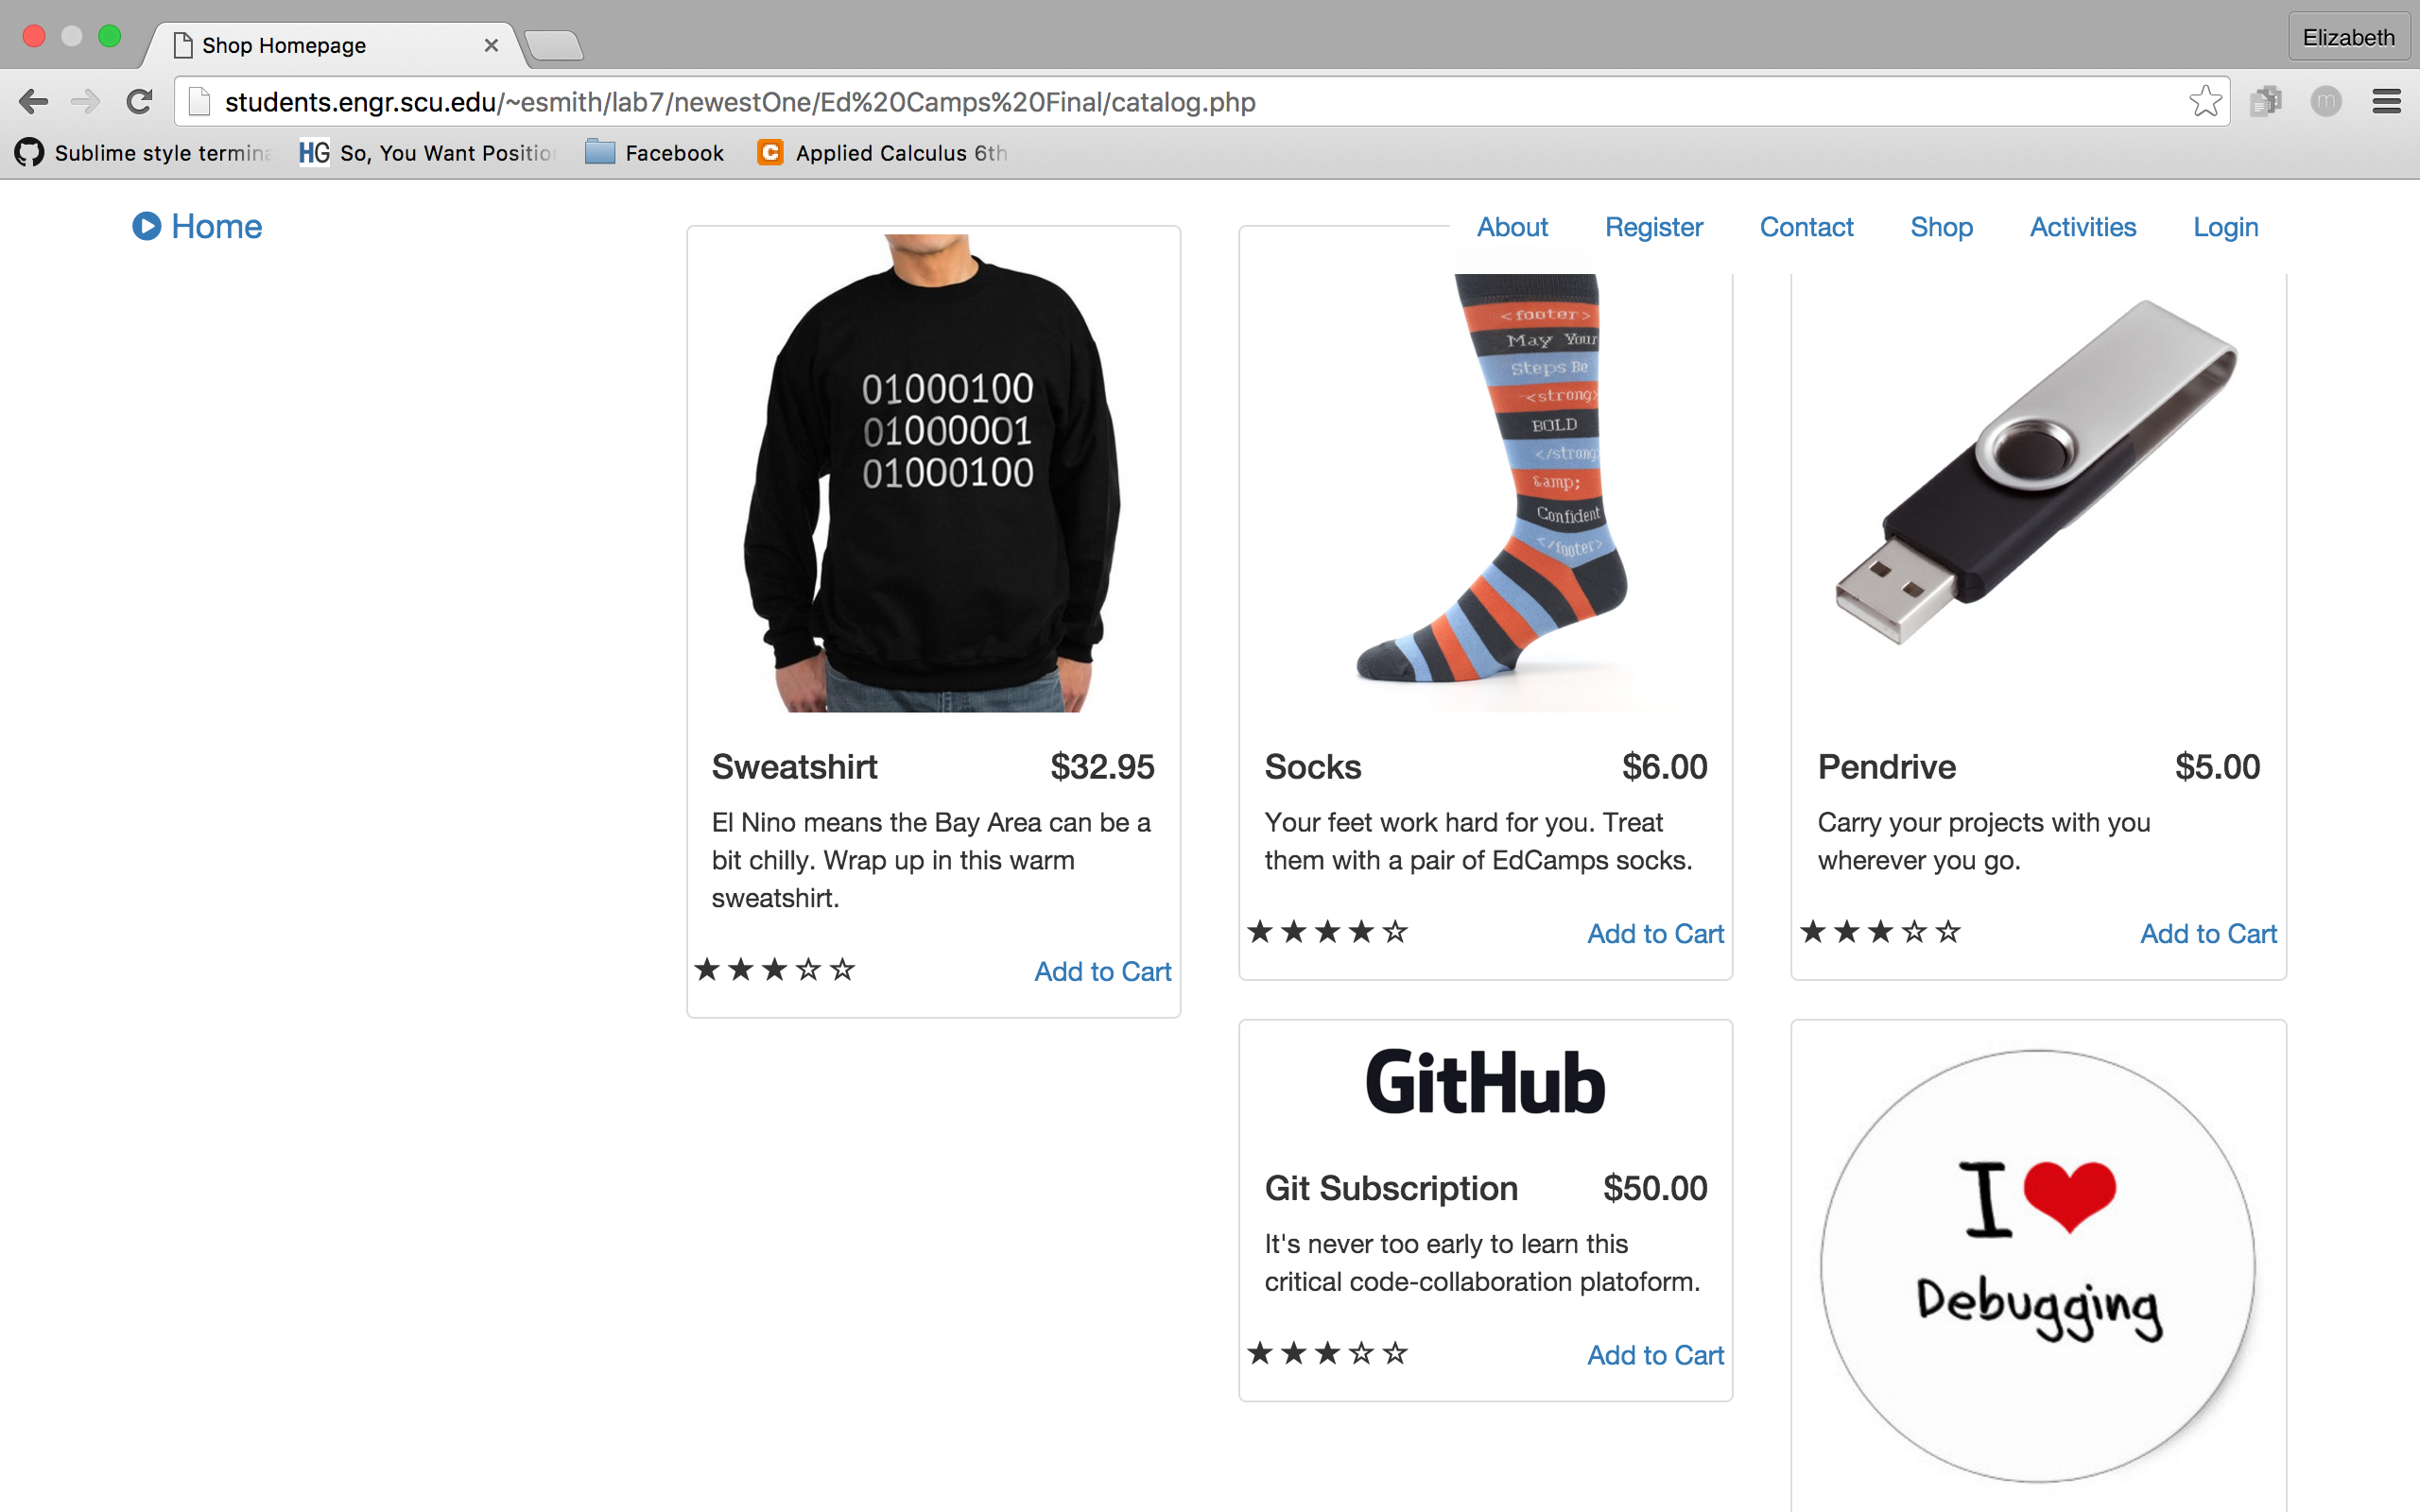 Shop Homepage
Elizabeth
students.engr.scu.edu/~esmith/lab7/newestOne/Ed%20Camps%20Final/catalog.php
Sublime style termina
HG So, You Want Positio
Facebook
C Applied Calculus 6th
Home
About Register Contact Shop Activities Login
01000100
01000001
01000100
<footer>
May Your
Steps Be
<strong>
BOLD
</strong
&amp;
Confident
</footer>
Sweatshirt $32.95
El Nino means the Bay Area can be a
bit chilly. Wrap up in this warm
sweatshirt.
Add to Cart
Socks $6.00
Your feet work hard for you. Treat
them with a pair of EdCamps socks.
Add to Cart
Pendrive $5.00
Carry your projects with you
wherever you go.
Add to Cart
GitHub
Git Subscription $50.00
It's never too early to learn this
critical code-collaboration platoform.
Add to Cart
I
Debugging